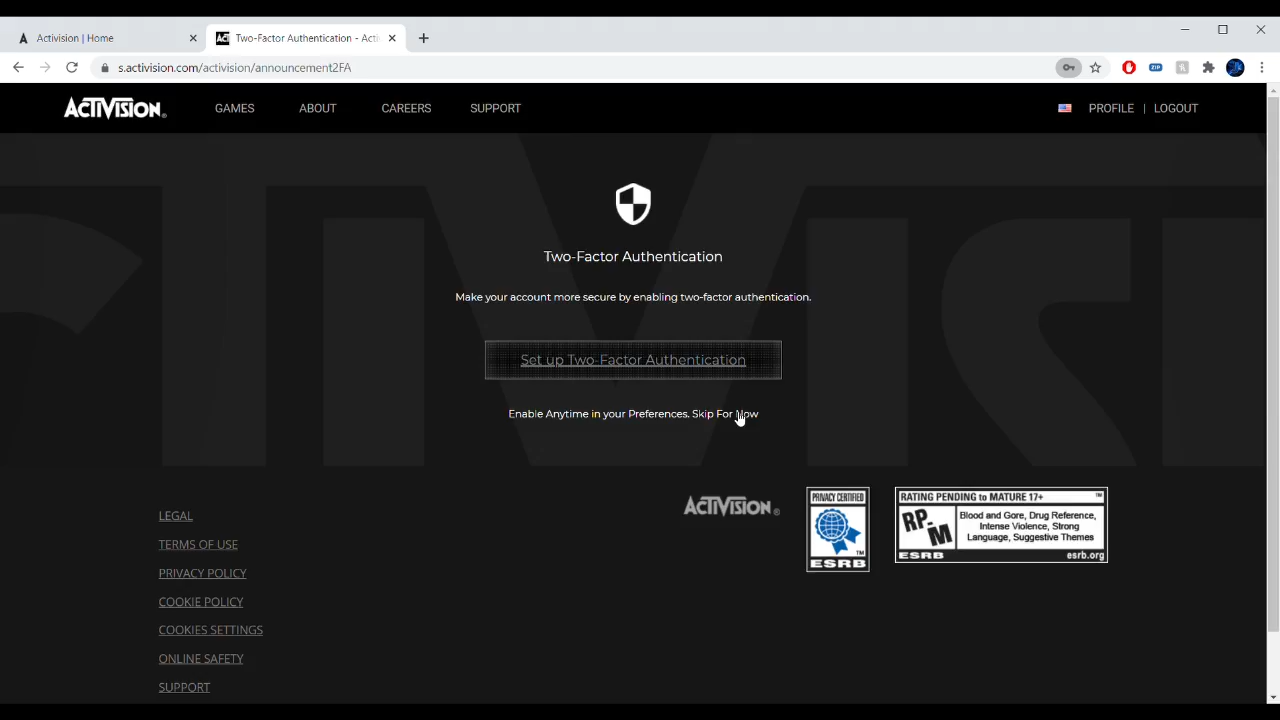 Activision | Home
Two-Factor Authentication - Acti
s.activision.com/activision/announcement2FA
ZIP
ACTIVISION
GAMES
ABOUT
CAREERS
SUPPORT
PROFILE | LOGOUT
Two-Factor Authentication
Make your account more secure by enabling two-factor authentication.
Set up Two-Factor Authentication
Enable Anytime in your Preferences. Skip For Now
LEGAL
TERMS OF USE
PRIVACY POLICY
COOKIE POLICY
COOKIES SETTINGS
ONLINE SAFETY
SUPPORT
ACTIVISION
PRIVACY CERTIFIED
ESRB
RATING PENDING to MATURE 17+
RP-M
Blood and Gore, Drug Reference,
Intense Violence, Strong
Language, Suggestive Themes
ESRB
esrb.org